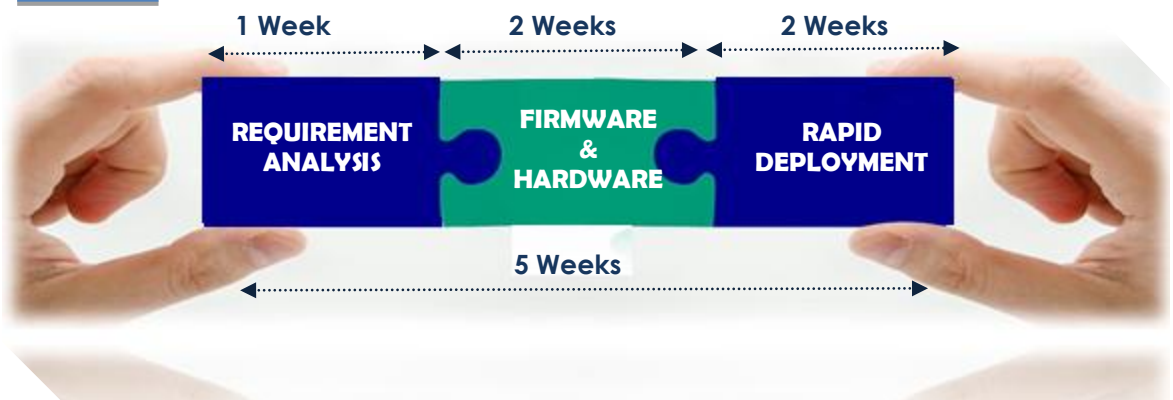 1 Week
2 Weeks
2 Weeks
REQUIREMENT
ANALYSIS
FIRMWARE
&
HARDWARE
RAPID
DEPLOYMENT
5 Weeks